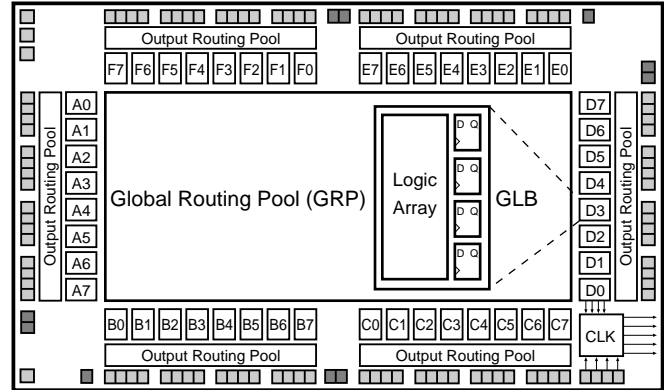 Output Routing Pool
Output Routing Pool
F7 F6 F5 F4 F3 F2 F1 F0
E7 E6 E5 E4 E3 E2 E1 E0
Output Routing Pool
A0
A1
A2
A3
A4
A5
A6
A7
Global Routing Pool (GRP)
Logic
Array
D Q
D Q
D Q
D Q
GLB
D7
D6
D5
D4
D3
D2
D1
D0
Output Routing Pool
B0 B1 B2 B3 B4 B5 B6 B7
C0 C1 C2 C3 C4 C5 C6 C7
CLK
Output Routing Pool
Output Routing Pool